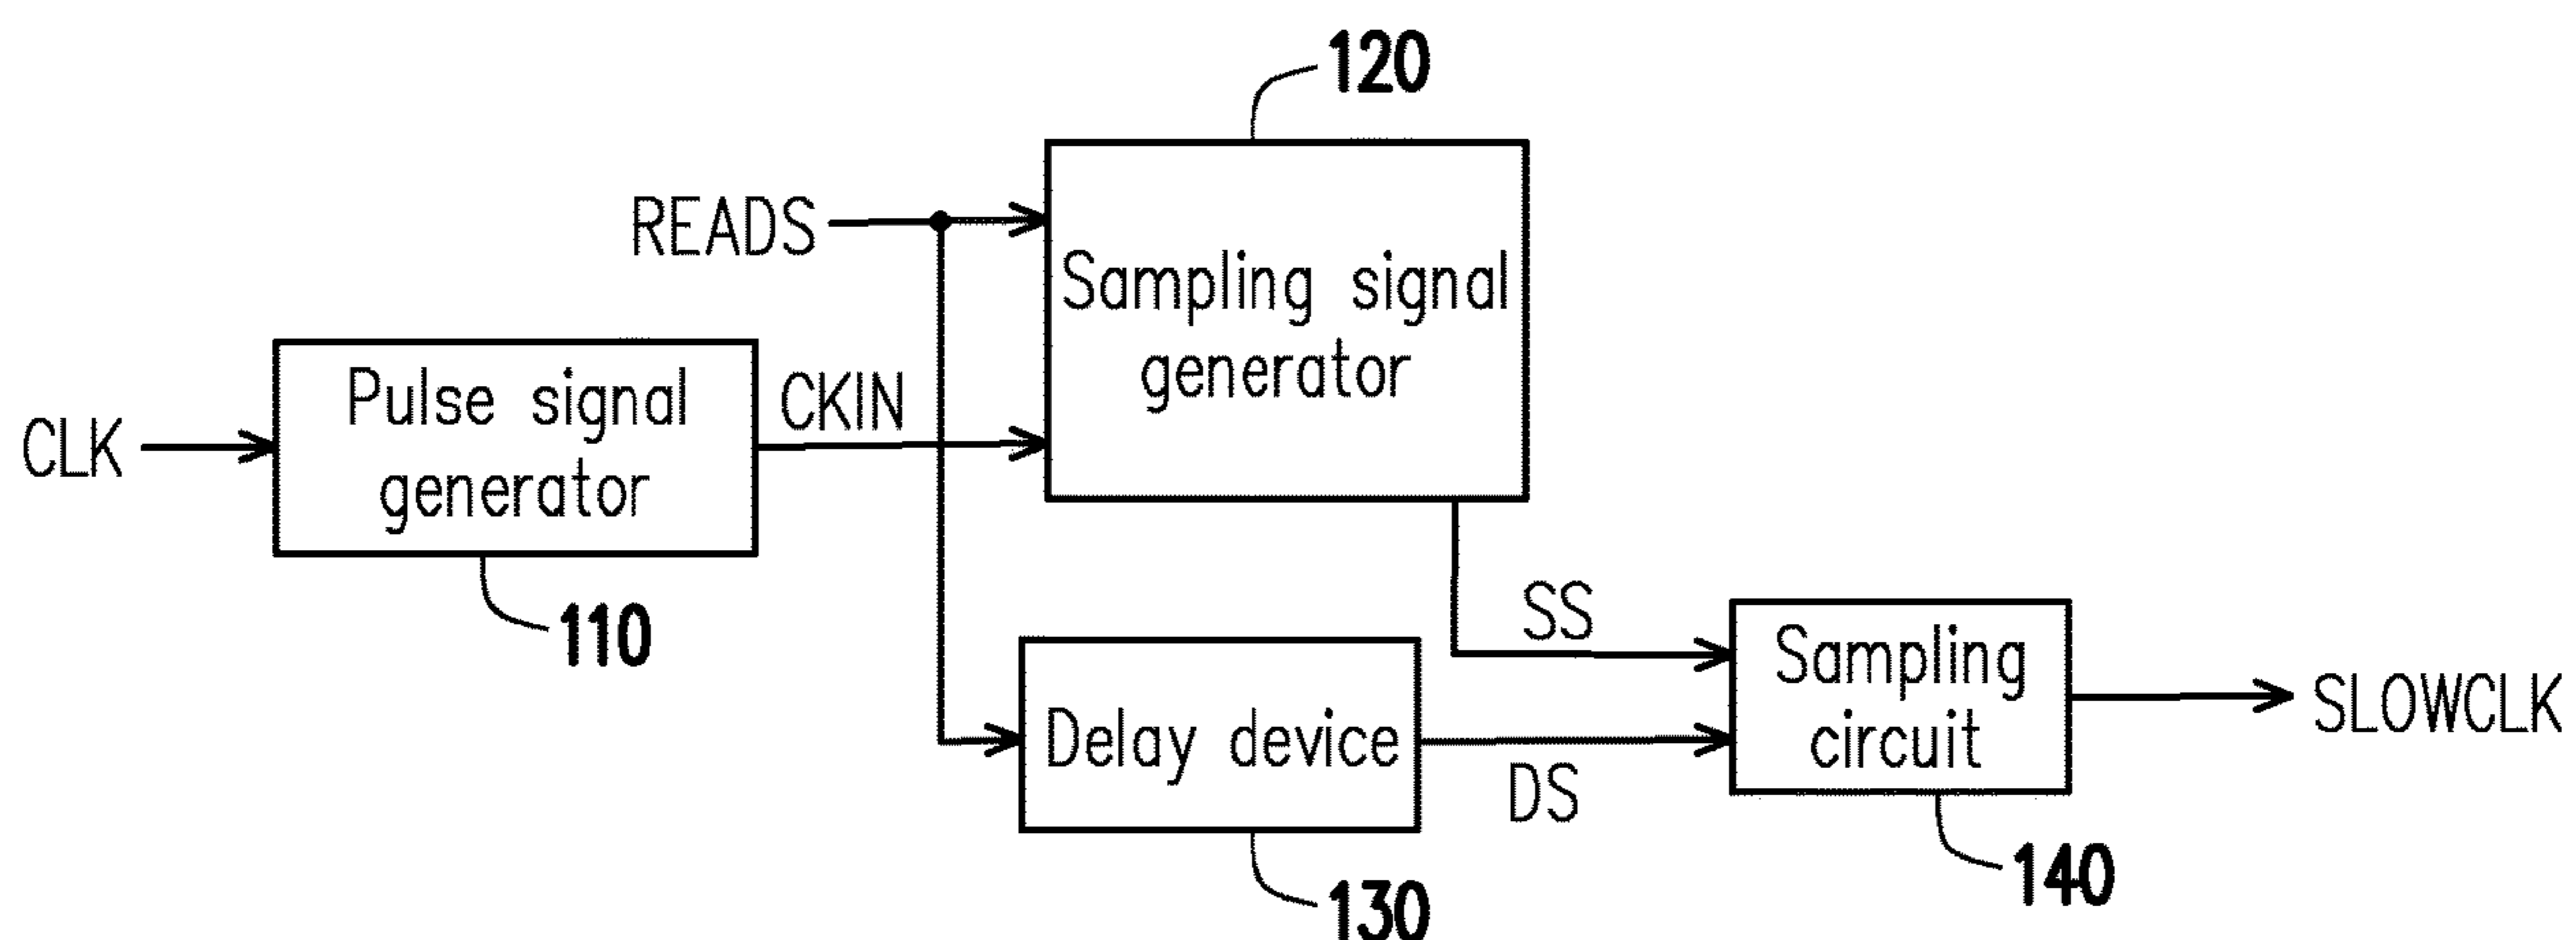 120
READS
Sampling signal
generator
CLK
Pulse signal
generator
CKIN
110
SS
DS
Delay device
130
Sampling
circuit
140
SLOWCLK